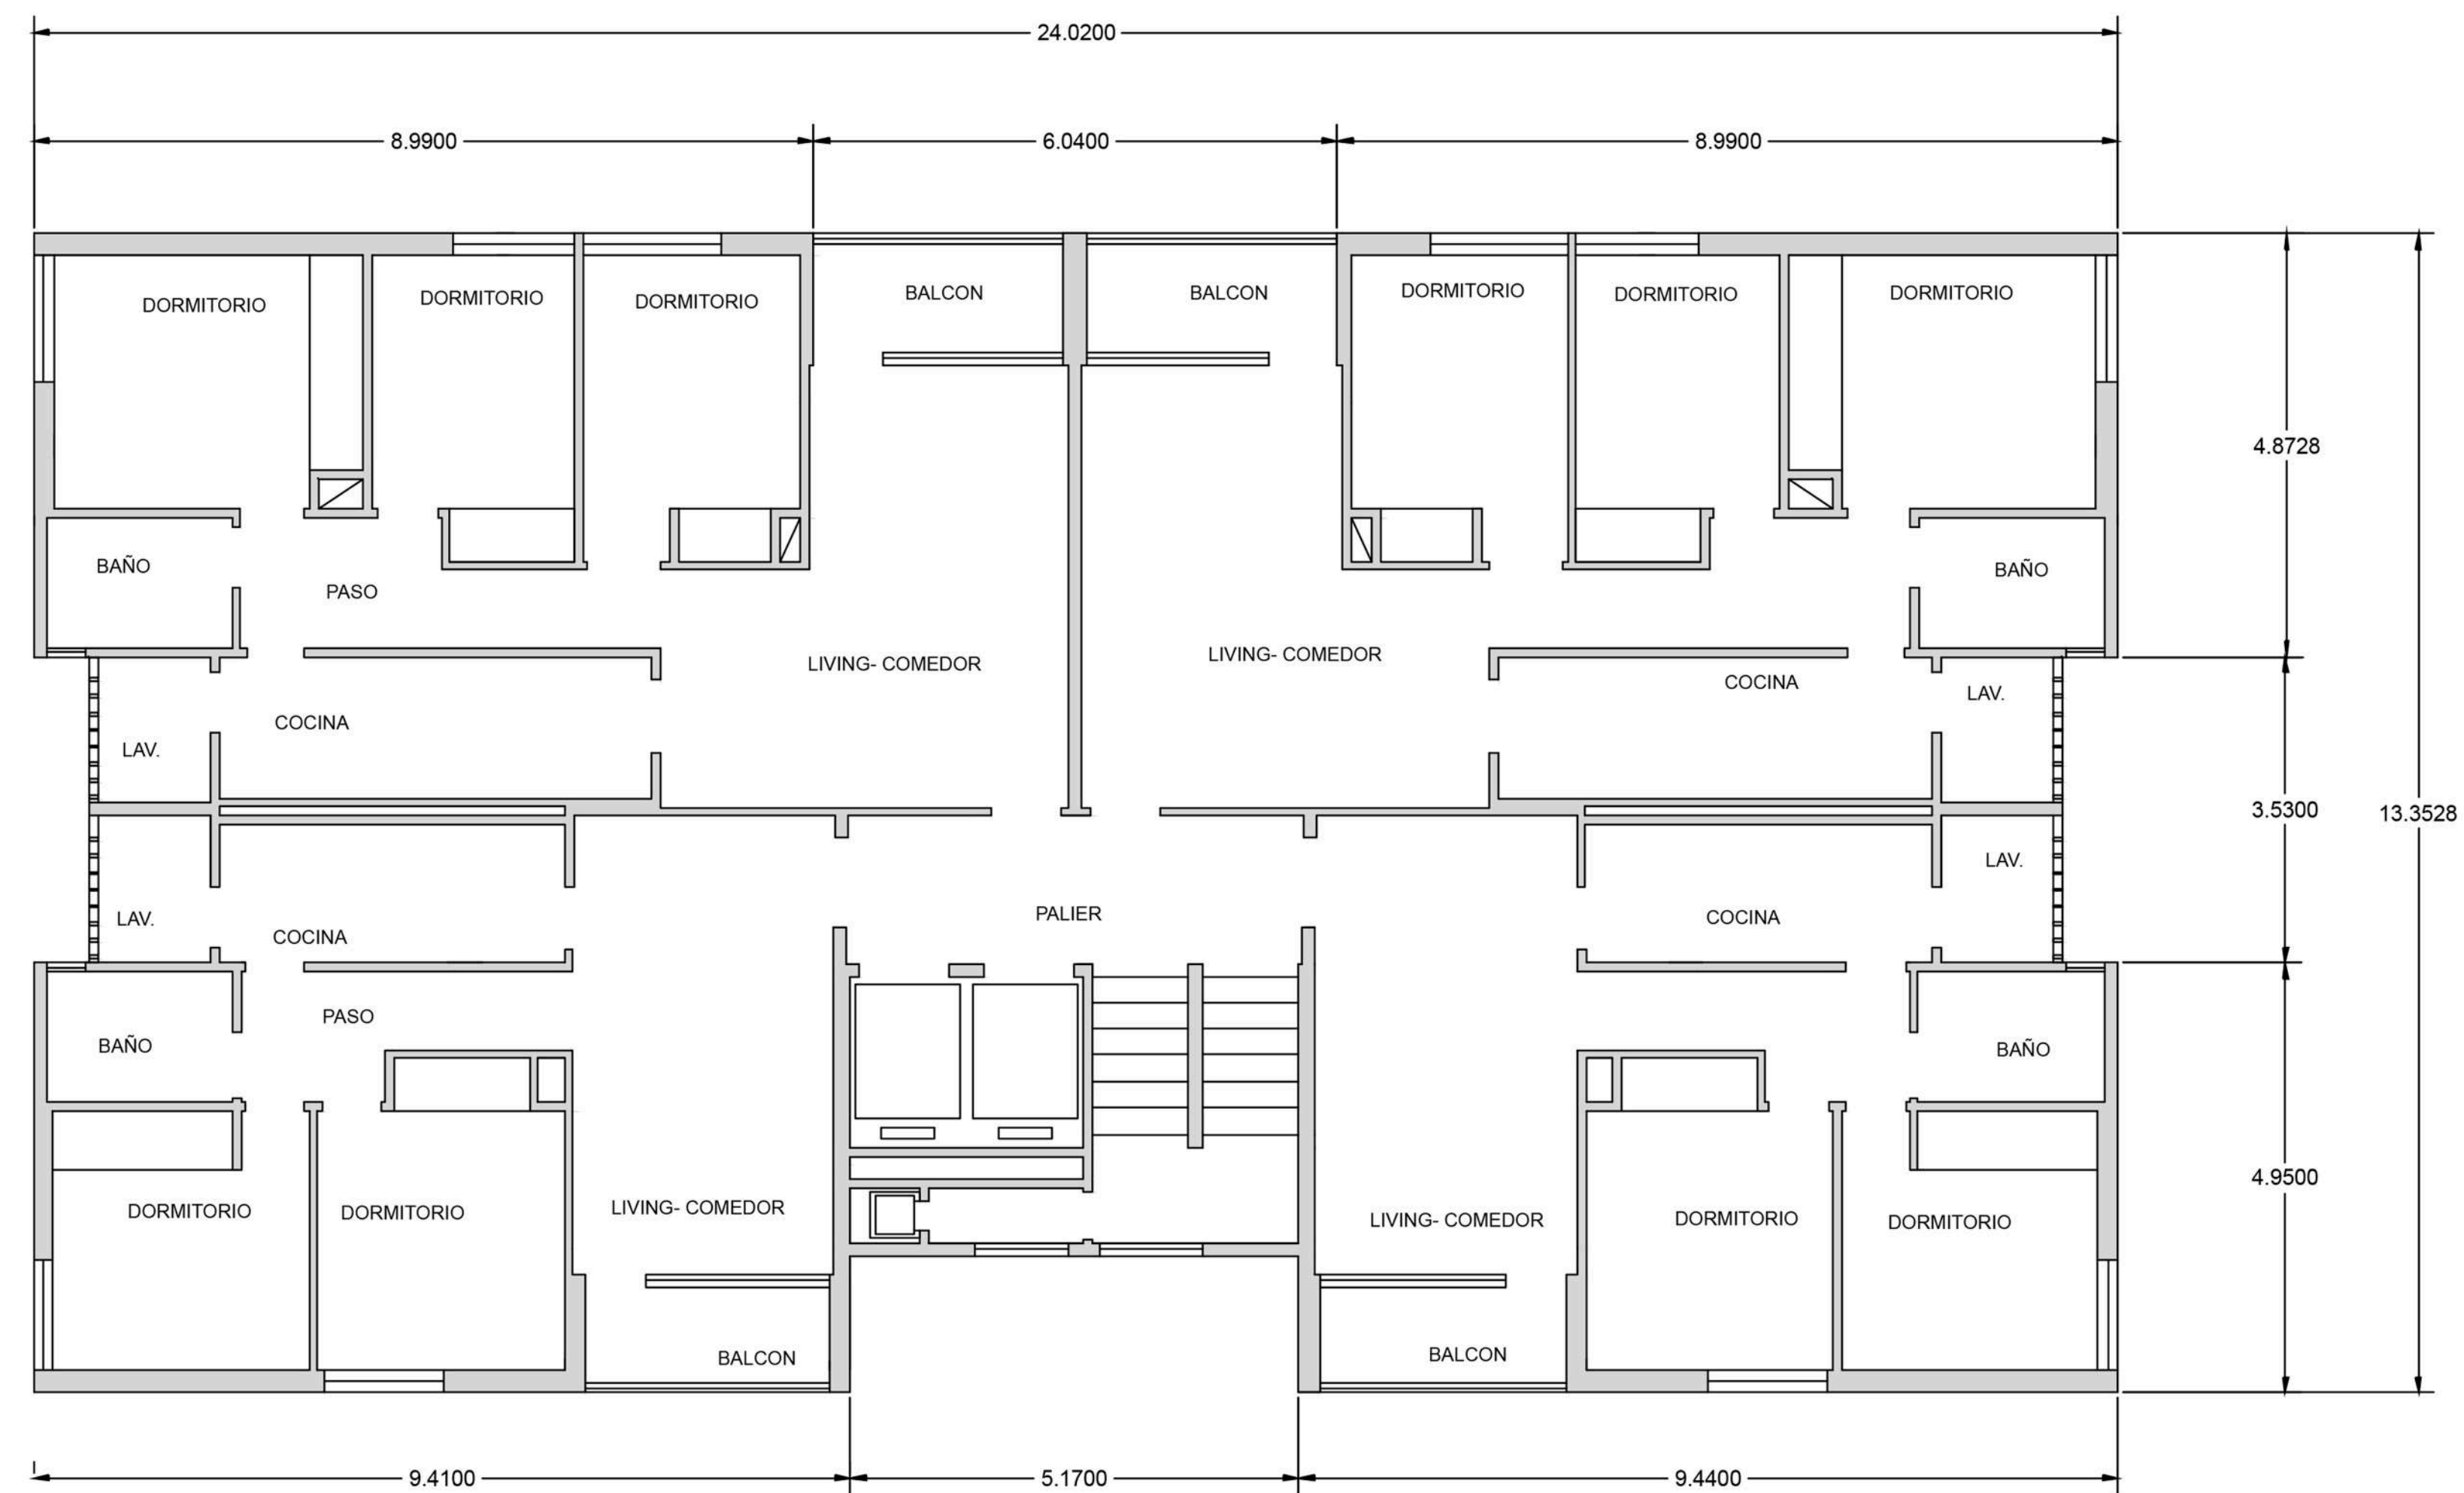 24.0200
8.9900
6.0400
8.9900
DORMITORIO
DORMITORIO
DORMITORIO
BALCON
BALCON
DORMITORIO
DORMITORIO
DORMITORIO
4.8728
BAÑO
PASO
BAÑO
LIVING- COMEDOR
LIVING- COMEDOR
COCINA
LAV.
COCINA
LAV.
3.5300
13.3528
LAV.
COCINA
PALIER
COCINA
LAV.
PASO
BAÑO
BAÑO
4.9500
DORMITORIO
DORMITORIO
LIVING- COMEDOR
LIVING- COMEDOR
DORMITORIO
DORMITORIO
BALCON
BALCON
9.4100
5.1700
9.4400